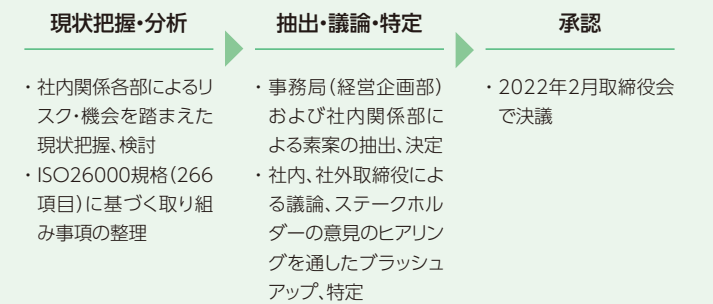 現状把握・分析
・社内関係各部によるリ
スク・機会を踏まえた
現状把握、検討
・ISO26000規格(266
項目)に基づく取り組
み事項の整理
抽出・議論・特定
・事務局(経営企画部)
および社内関係部に
よる素案の抽出、決定
・社内、社外取締役によ
る議論、ステークホル
ダーの意見のヒアリン
グを通したブラッシュ
アップ、特定
承認
・2022年2月取締役会
で決議